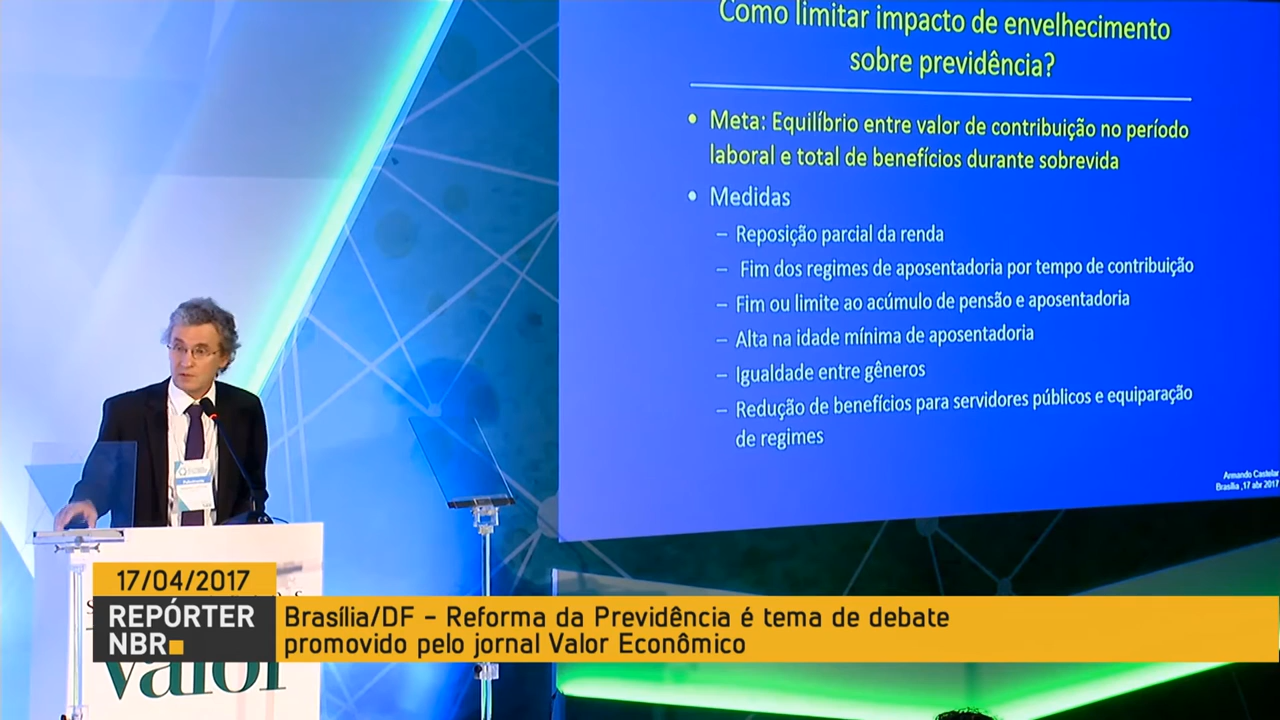 Como limitar impacto de envelhecimento
sobre previdência?
• Meta: Equilíbrio entre valor de contribuição no período
laboral e total de benefícios durante sobrevida
• Medidas
– Reposição parcial da renda
– Fim dos regimes de aposentadoria por tempo de contribuição
– Fim ou limite ao acúmulo de pensão e aposentadoria
– Alta na idade mínima de aposentadoria
– Igualdade entre gêneros
– Redução de benefícios para servidores públicos e equiparação
de regimes
Armando Castelar
Brasília ,17 abr 2017
17/04/2017
REPÓRTER
NBR
Brasília/DF – Reforma da Previdência é tema de debate
promovido pelo jornal Valor Econômico
Valor